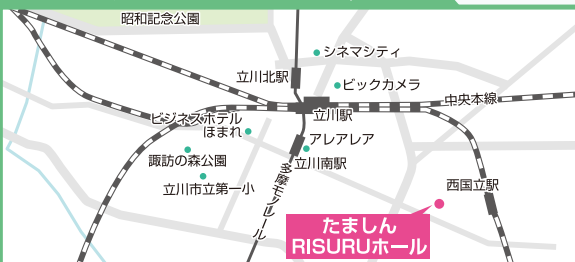 昭和記念公園
シネマシティ
立川北駅
ビックカメラ
中央本線
立川駅
ビジネスホテル
ほまれ
アレアレア
諏訪の森公園
立川南駅
立川市立第一小
多摩モノレール
西国立駅
たましん
RISURUホール